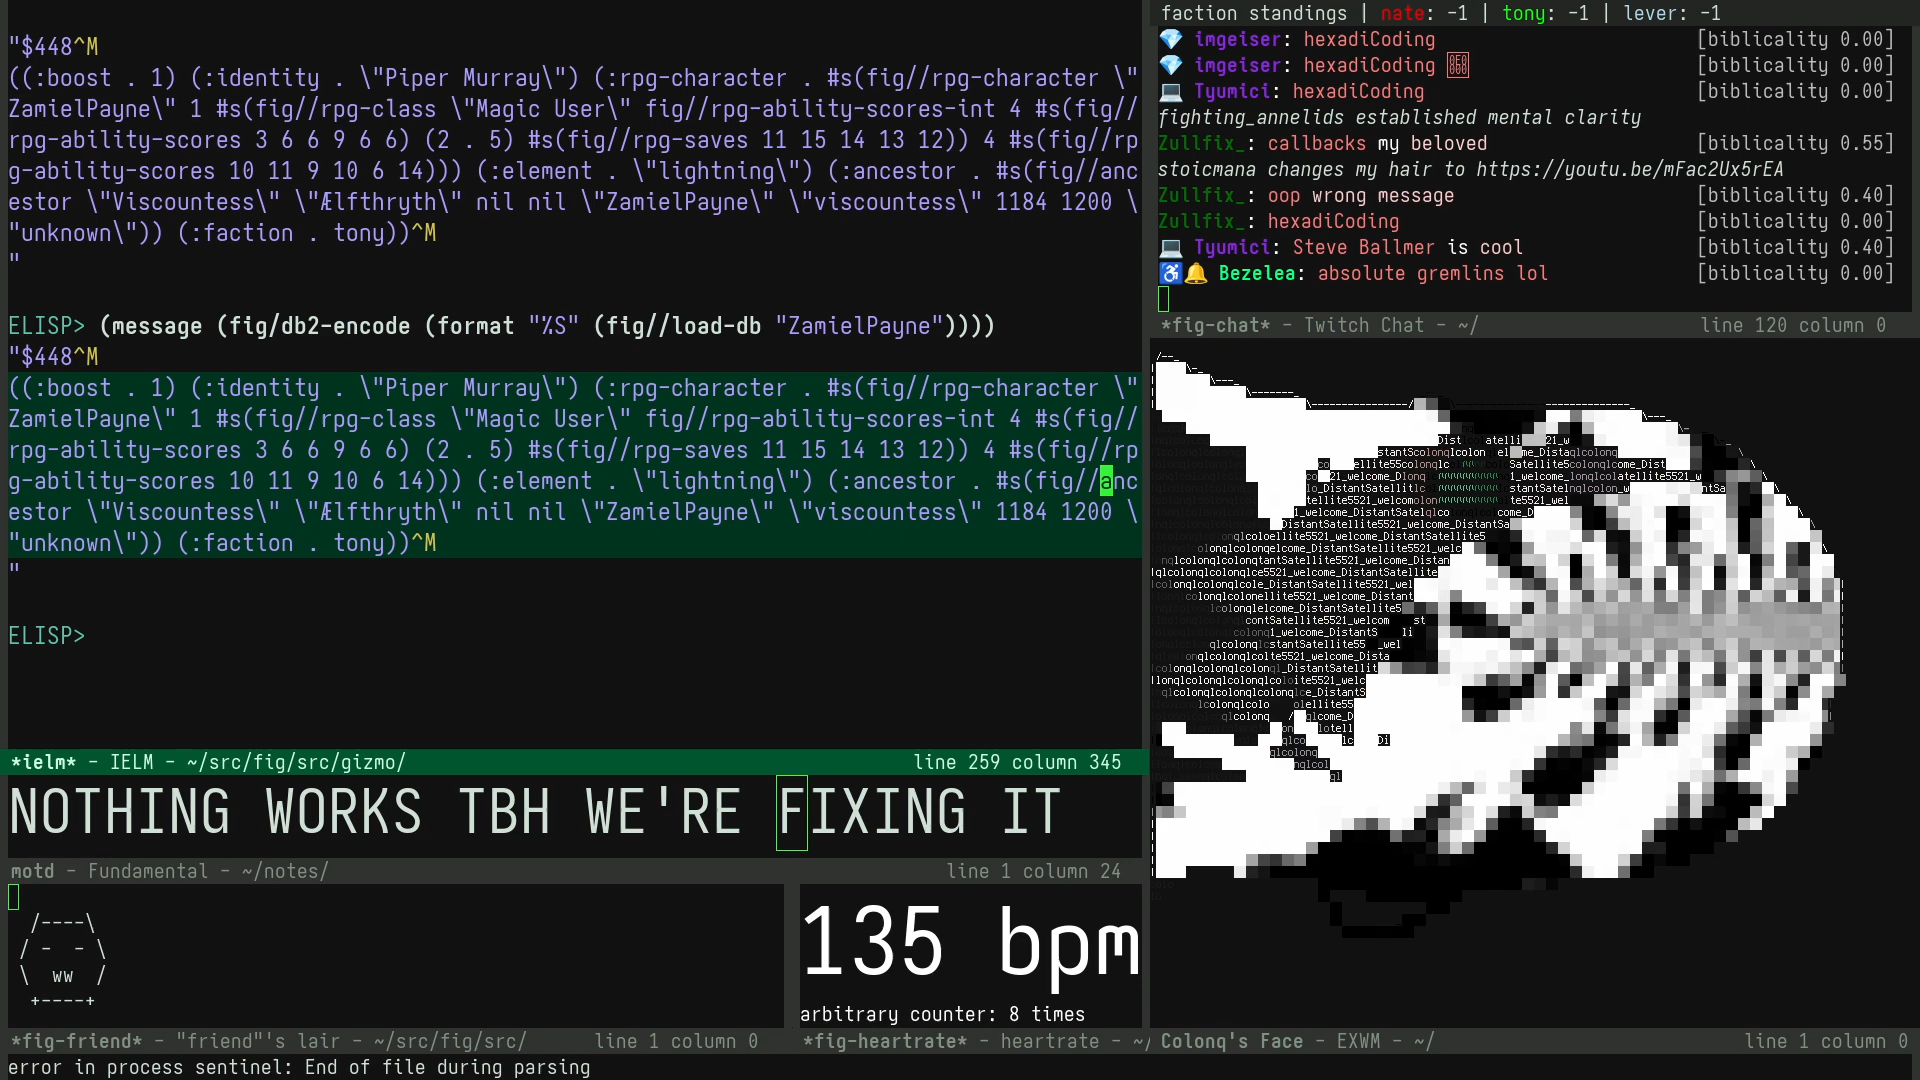 "$448^M
((:boost . 1) (:identity . \"Piper Murray\") (:rpg-character . #s(fig//rpg-character \"
ZamielPayne\" 1 #s(fig//rpg-class \"Magic User\" fig//rpg-ability-scores-int 4 #s(fig//
rpg-ability-scores 3 6 6 9 6 6) (2 . 5) #s(fig//rpg-saves 11 15 14 13 12)) 4 #s(fig//rp
g-ability-scores 10 11 9 10 6 14))) (:element . \"lightning\") (:ancestor . #s(fig//anc
estor \"Viscountess\" \"Ælfthryth\" nil nil \"ZamielPayne\" \"viscountess\" 1184 1200 \
"unknown\")) (:faction . tony))^M
"
ELISP> (message (fig/db2-encode (format "%S" (fig//load-db "ZamielPayne"))))
"$448^M
((:boost . 1) (:identity . \"Piper Murray\") (:rpg-character . #s(fig//rpg-character \"
ZamielPayne\" 1 #s(fig//rpg-class \"Magic User\" fig//rpg-ability-scores-int 4 #s(fig//
rpg-ability-scores 3 6 6 9 6 6) (2 . 5) #s(fig//rpg-saves 11 15 14 13 12)) 4 #s(fig//rp
g-ability-scores 10 11 9 10 6 14))) (:element . \"lightning\") (:ancestor . #s(fig//anc
estor \"Viscountess\" \"Ælfthryth\" nil nil \"ZamielPayne\" \"viscountess\" 1184 1200 \
"unknown\")) (:faction . tony))^M
"
ELISP>
*ielm* - IELM - ~/src/fig/src/gizmo/ line 259 column 345
NOTHING WORKS TBH WE'RE FIXING IT
motd - Fundamental - ~/notes/ line 1 column 24
/----\
/ -  - \
\  ww  /
+----+
*fig-friend* - "friend"'s lair - ~/src/fig/src/ line 1 column 0
135 bpm
arbitrary counter: 8 times
*fig-heartrate* - heartrate - ~/
error in process sentinel: End of file during parsing
faction standings | nate: -1 | tony: -1 | lever: -1
💎 imgeiser: hexadiCoding [biblicality 0.00]
💎 imgeiser: hexadiCoding [biblicality 0.00]
💻 Tyumici: hexadiCoding [biblicality 0.00]
fighting_annelids established mental clarity
Zullfix_: callbacks my beloved [biblicality 0.55]
stoicmana changes my hair to https://youtu.be/mFac2Ux5rEA
Zullfix_: oop wrong message [biblicality 0.40]
Zullfix_: hexadiCoding [biblicality 0.00]
💻 Tyumici: Steve Ballmer is cool [biblicality 0.40]
♿🔔 Bezelea: absolute gremlins lol [biblicality 0.00]
*fig-chat* - Twitch Chat - ~/ line 120 column 0
Colonq's Face - EXWM - ~/ line 1 column 0